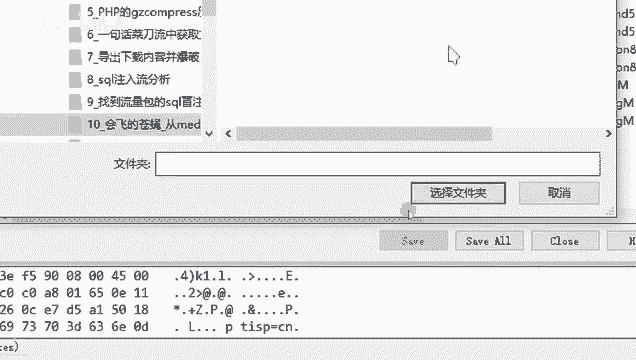 5_PHP的gzcompress
6_一句话菜刀流中获取
7_导出下载内容并爆破
8_sql注入流分析
9_找到流量包的sql盲注
10_会飞的苍蝇_从med
nd5
nd5
on8
on8
M
gM
gM
文件夹:
选择文件夹
取消
Save
Save All
Close
H
3e f5 90 08 00 45 00 .4)k1.l. .>....E.
c0 c0 a8 01 65 0e 11 ..2>@.@. .....e..
26 0c e7 d5 a1 50 18 *.+Z.P.@ .&....P.
69 73 70 3d 63 6e 0d . L... p tisp=cn.